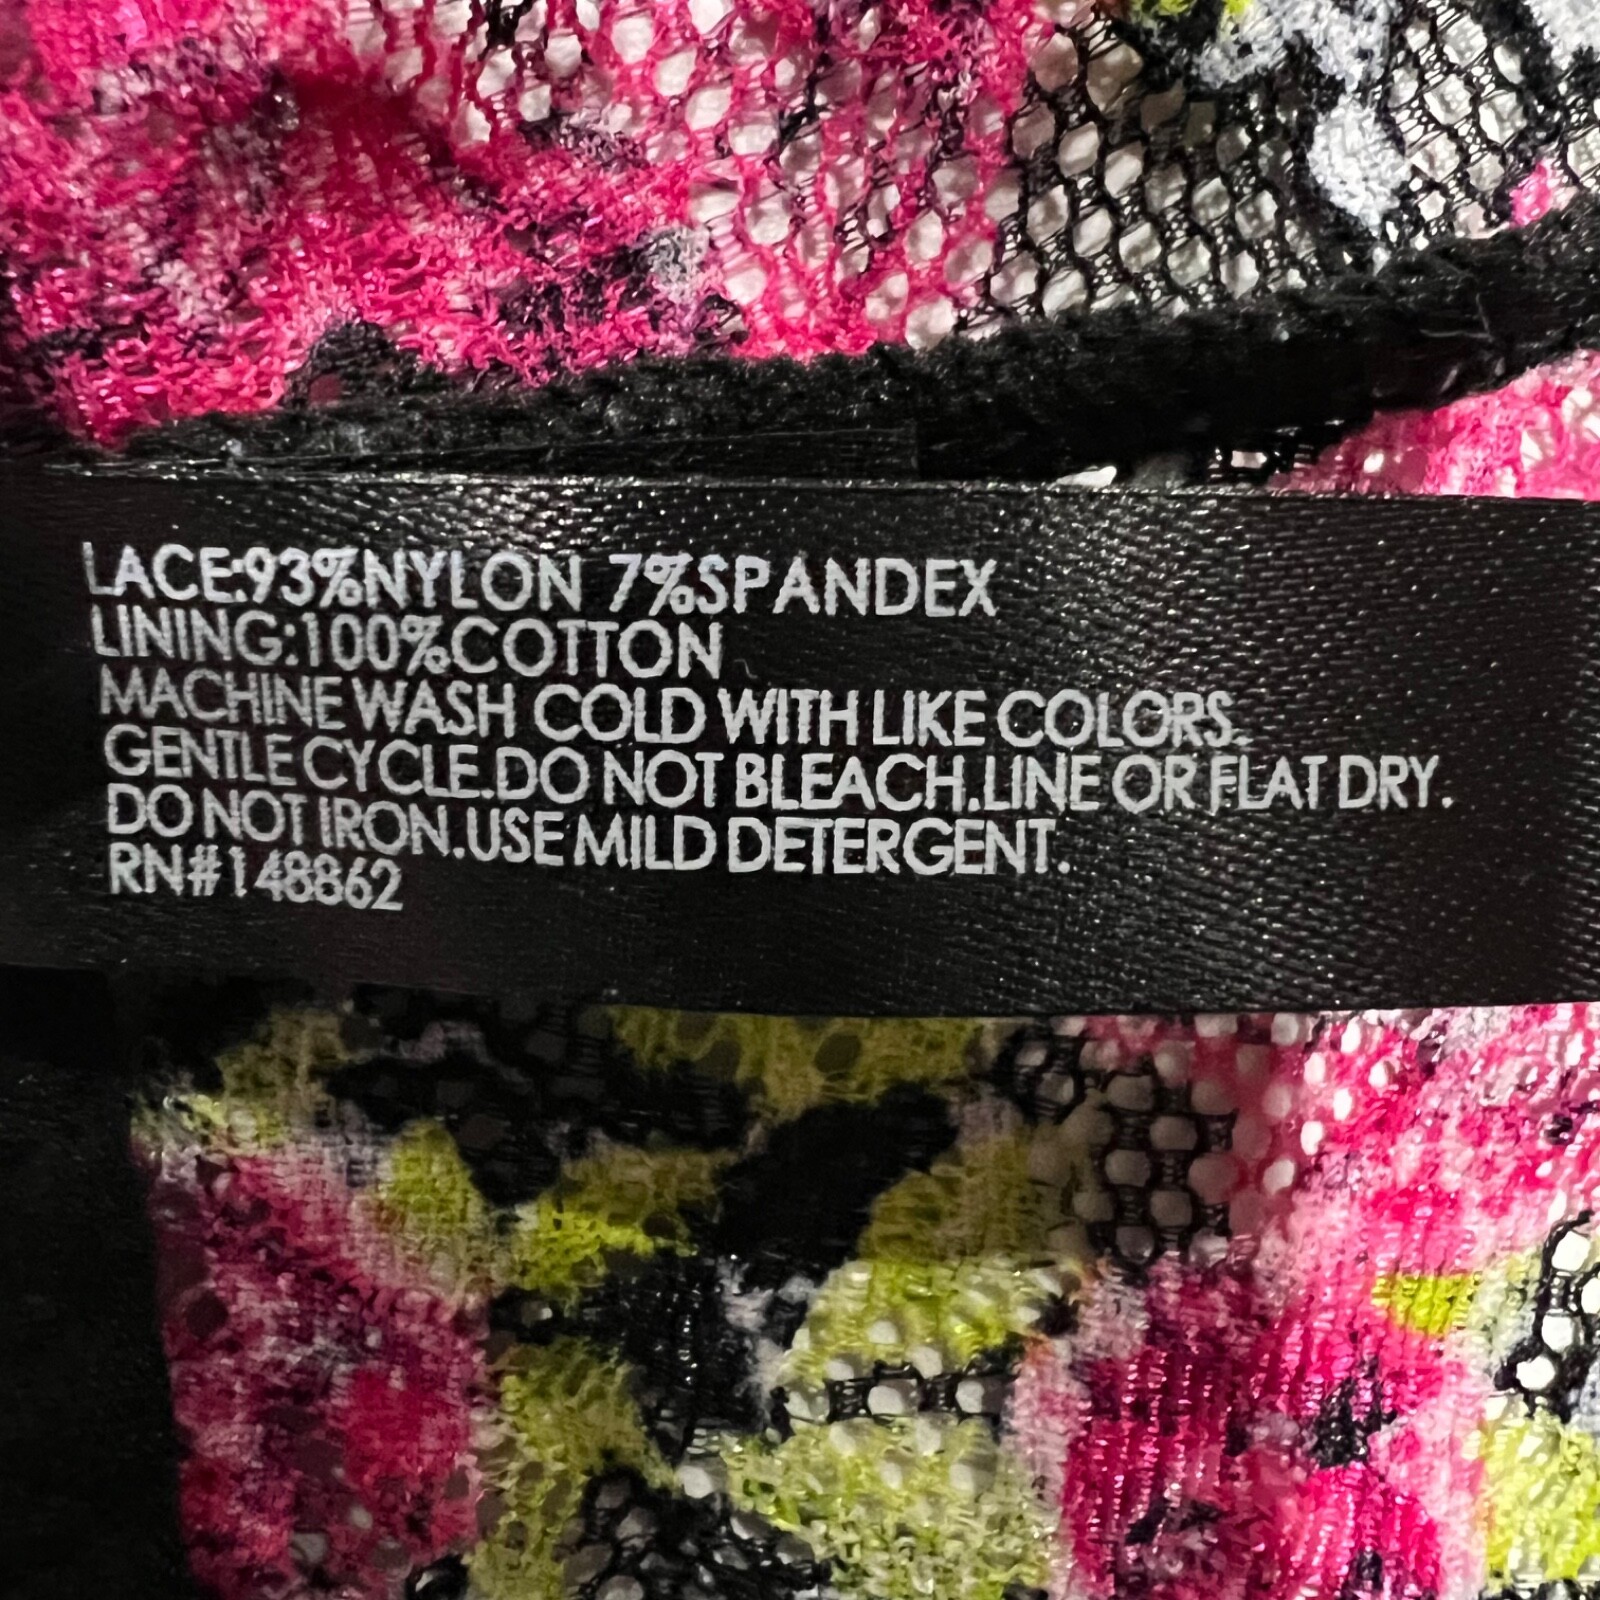 LACE:93%NYLON 7%SPANDEX
LINING:100%COTTON
MACHINE WASH COLD WITH LIKE COLORS.
GENTLE CYCLE.DO NOT BLEACH.LINE OR FLAT DRY.
DO NOT IRON.USE MILD DETERGENT.
RN#148862